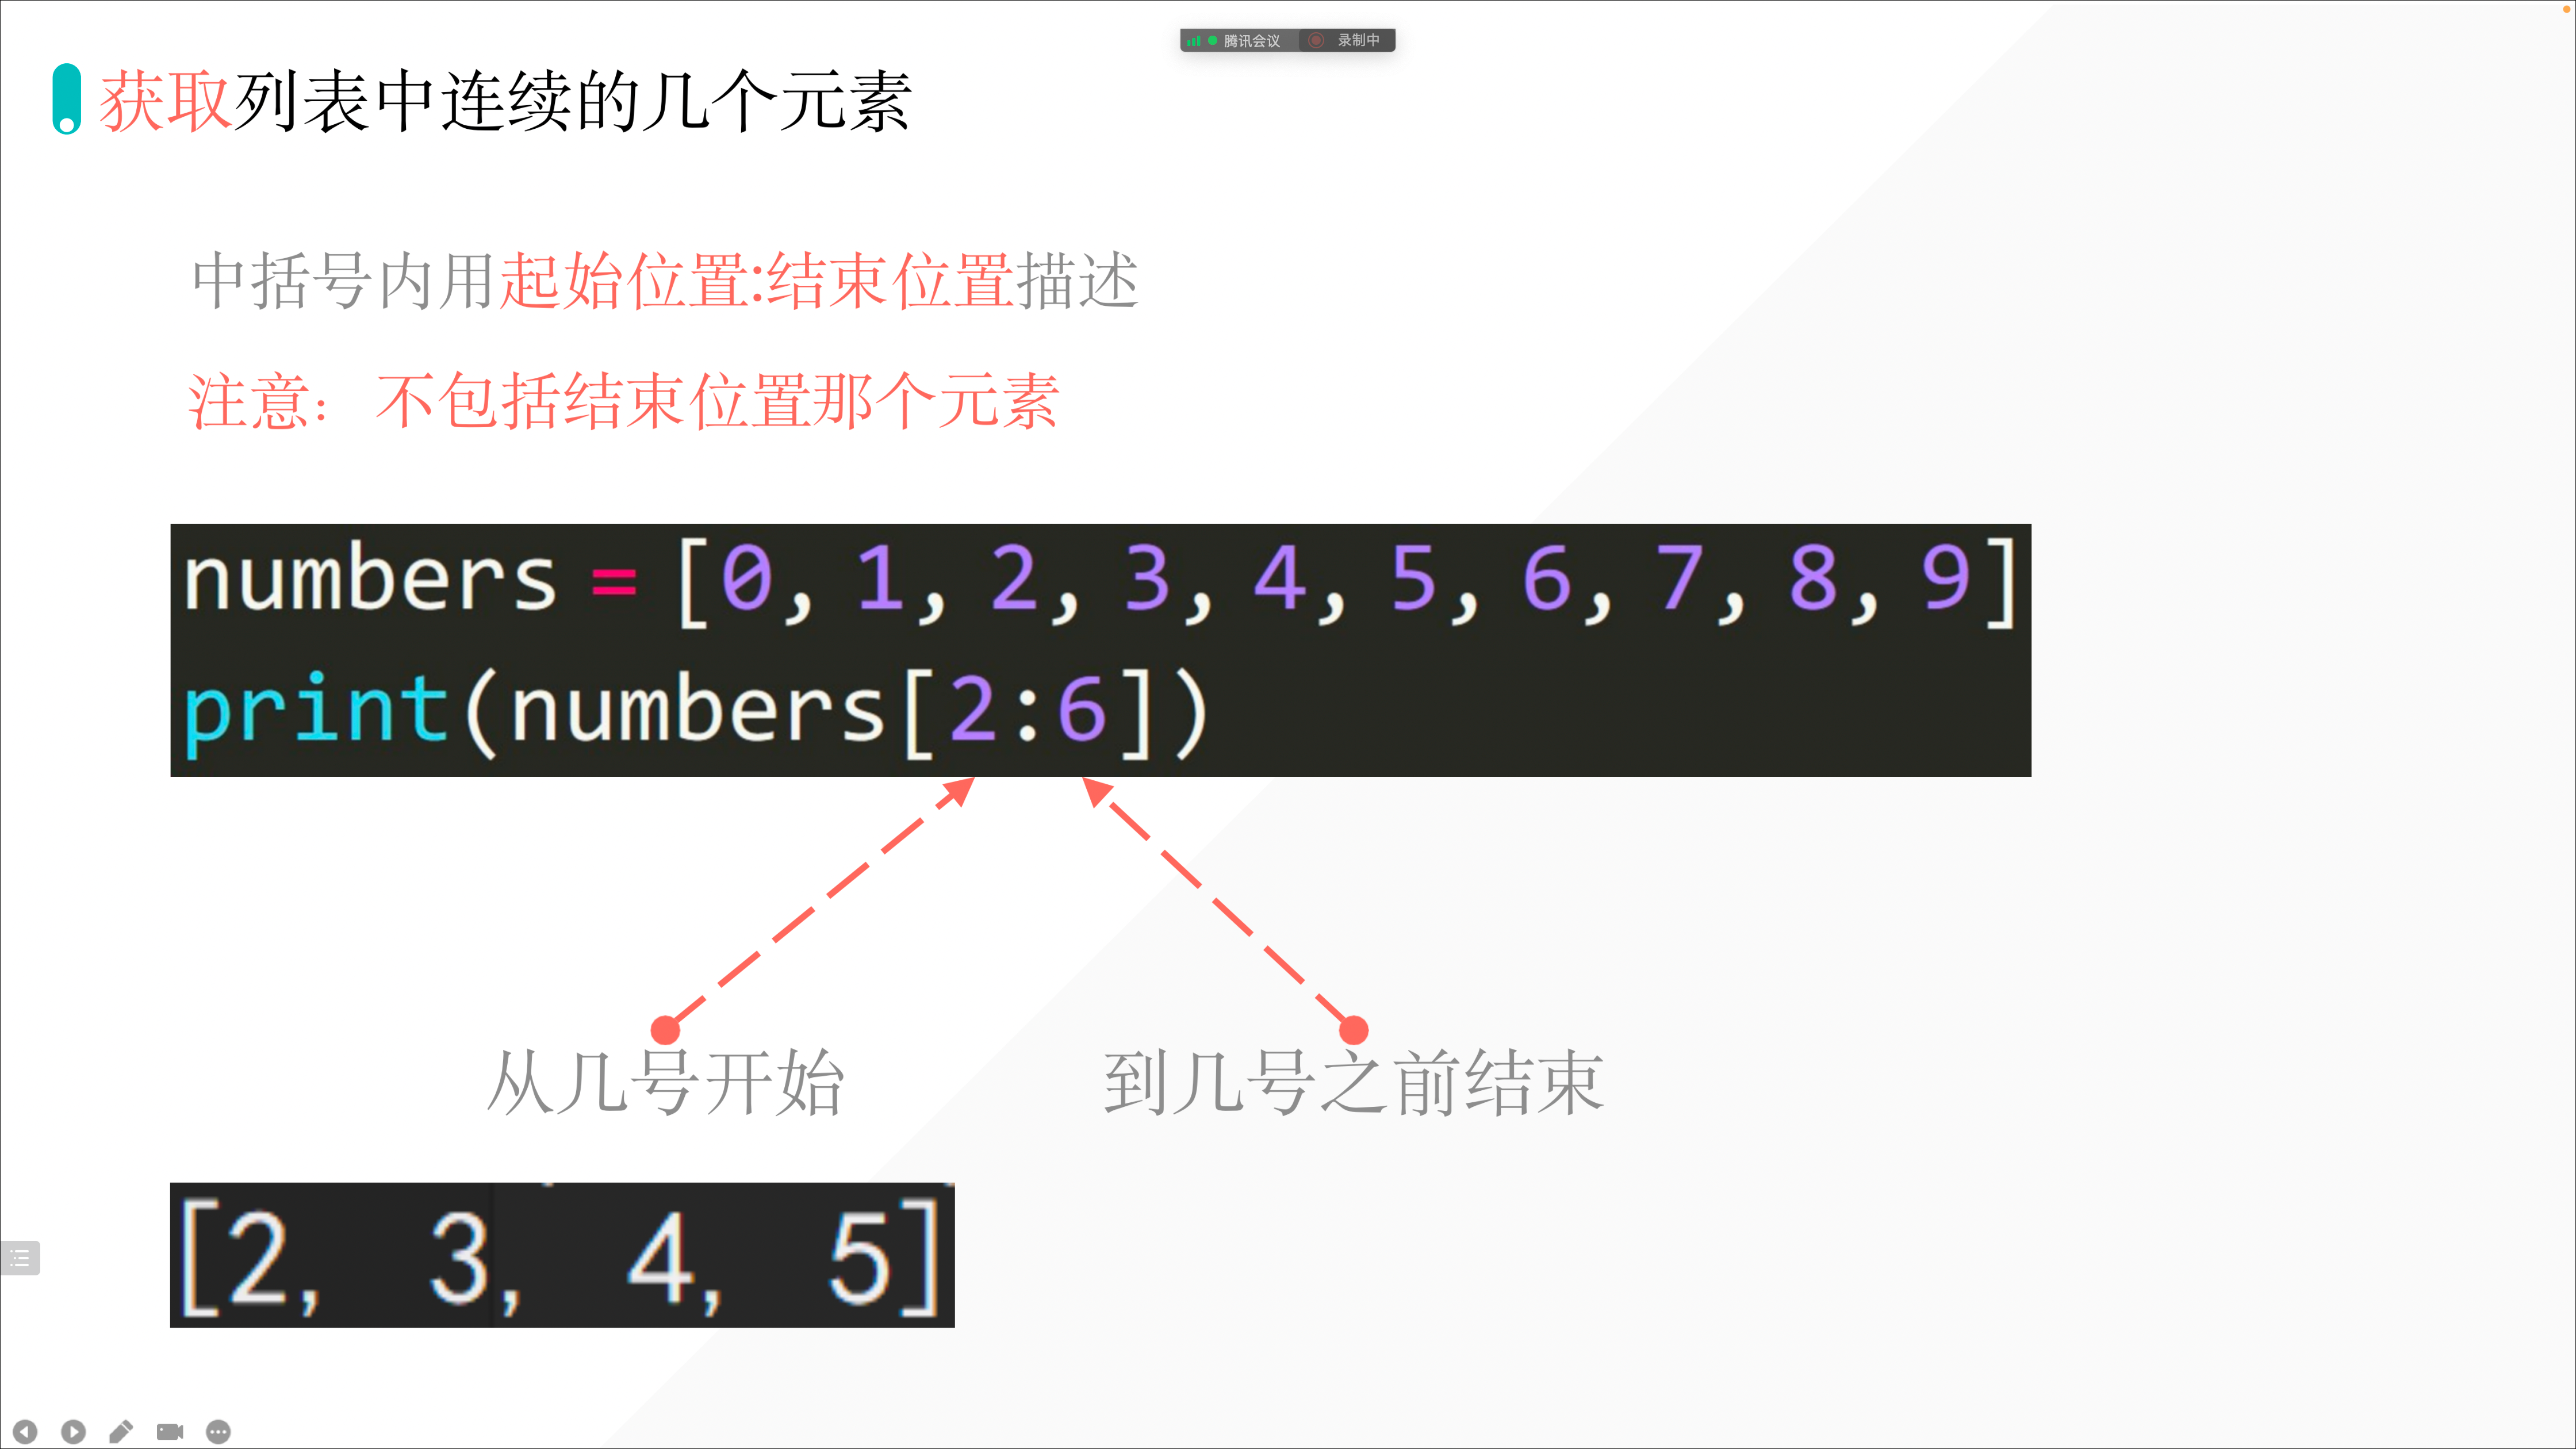 腾讯会议 录制中
获取列表中连续的几个元素
中括号内用起始位置:结束位置描述
注意：不包括结束位置那个元素
numbers = [0, 1, 2, 3, 4, 5, 6, 7, 8, 9]
print(numbers[2:6])
从几号开始 到几号之前结束
[2, 3, 4, 5]